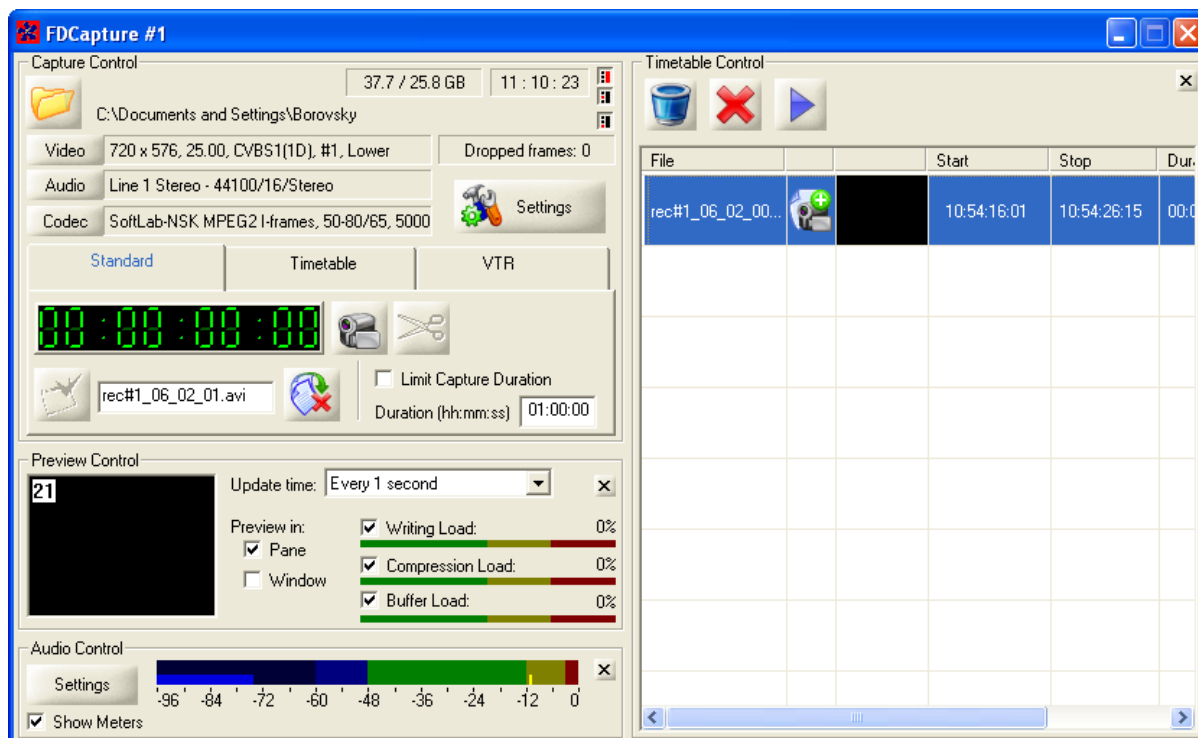 FDCapture #1
Capture Control
37.7 / 25.8 GB
11 : 10 : 23
C:\Documents and Settings\Borovsky
Video
720 x 576, 25.00, CVBS1(1D), #1, Lower
Dropped frames: 0
Audio
Line 1 Stereo - 44100/16/Stereo
Codec
SoftLab-NSK MPEG2 I-frames, 50-80/65, 5000
Settings
Standard
Timetable
VTR
00:00:00:00
rec#1_06_02_01.avi
Limit Capture Duration
Duration (hh:mm:ss)
01:00:00
Preview Control
21
Update time:
Every 1 second
Preview in:
Pane
Window
Writing Load:
0%
Compression Load:
0%
Buffer Load:
0%
Audio Control
Settings
Show Meters
-96 -84 -72 -60 -48 -36 -24 -12 0
Timetable Control
File
Start
Stop
Dur
rec#1_06_02_00...
10:54:16:01
10:54:26:15
00:0